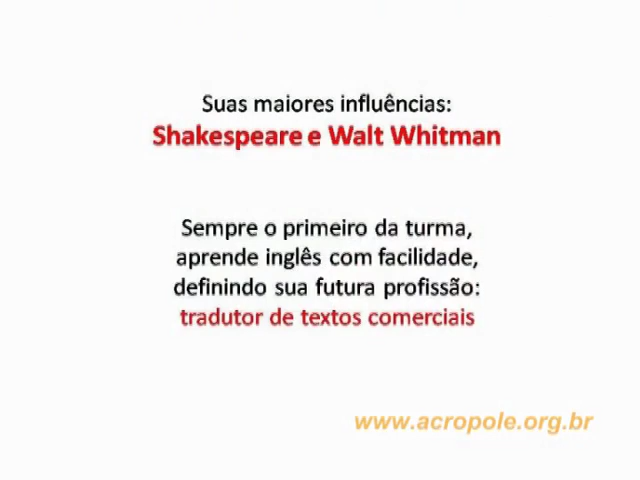 Suas maiores influências:
Shakespeare e Walt Whitman
Sempre o primeiro da turma,
aprende inglês com facilidade,
definindo sua futura profissão:
tradutor de textos comerciais
www.acropole.org.br